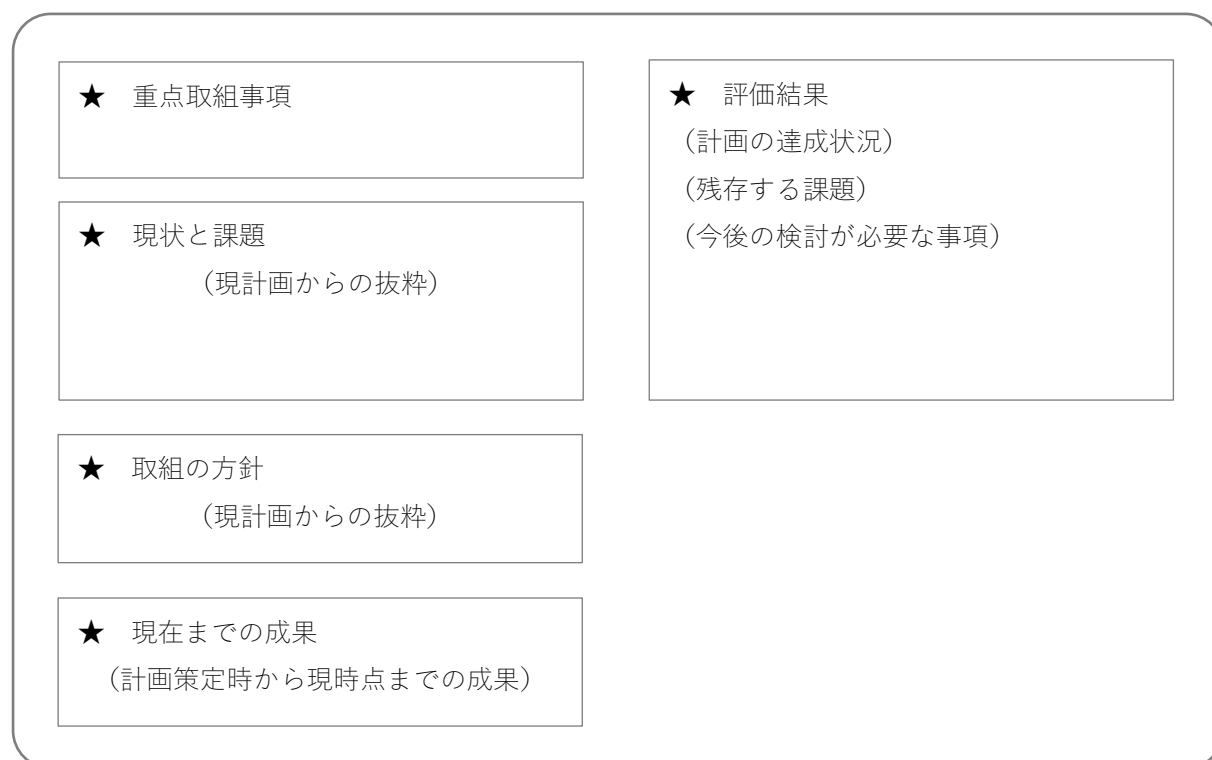 ★ 重点取組事項
★ 現状と課題
(現計画からの抜粋)
★ 取組の方針
(現計画からの抜粋)
★ 現在までの成果
(計画策定時から現時点までの成果)
★ 評価結果
(計画の達成状況)
(残存する課題)
(今後の検討が必要な事項)